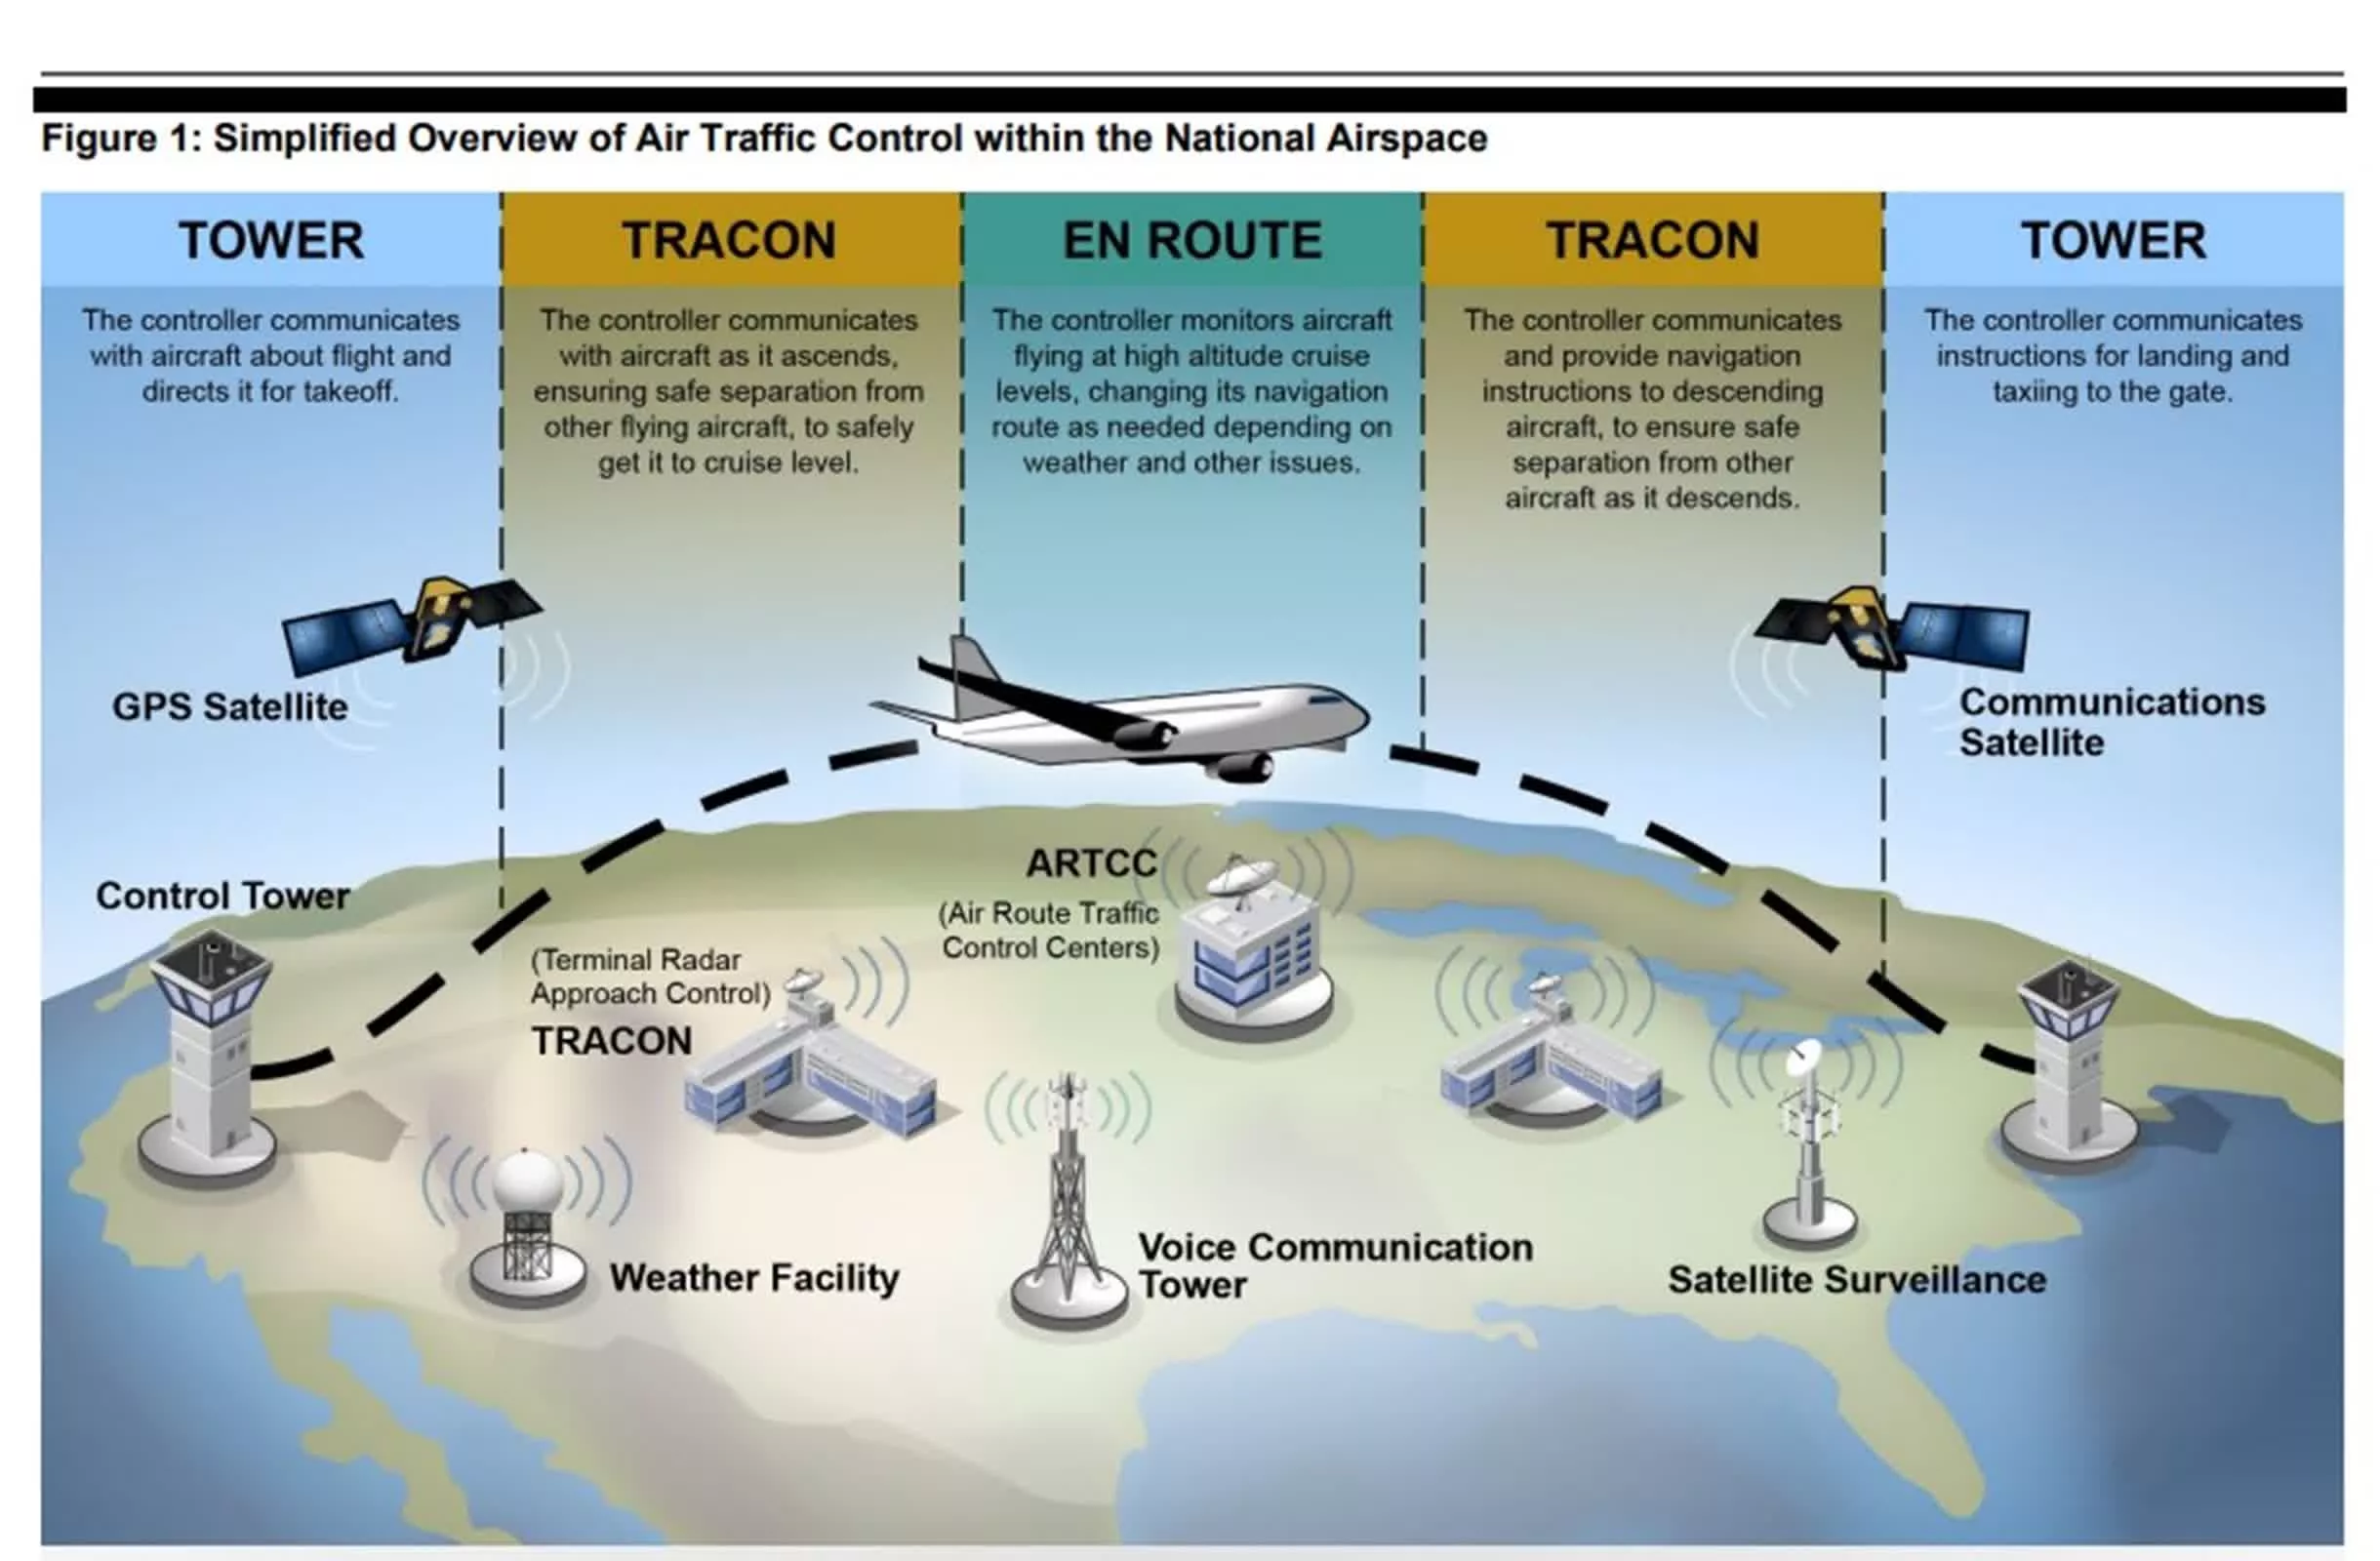 Figure 1: Simplified Overview of Air Traffic Control within the National Airspace
TOWER
The controller communicates
with aircraft about flight and
directs it for takeoff.
TRACON
The controller communicates
with aircraft as it ascends,
ensuring safe separation from
other flying aircraft, to safely
get it to cruise level.
EN ROUTE
The controller monitors aircraft
flying at high altitude cruise
levels, changing its navigation
route as needed depending on
weather and other issues.
TRACON
The controller communicates
and provide navigation
instructions to descending
aircraft, to ensure safe
separation from other
aircraft as it descends.
TOWER
The controller communicates
instructions for landing and
taxiing to the gate.
GPS Satellite
Communications
Satellite
Control Tower
ARTCC
(Air Route Traffic
Control Centers)
(Terminal Radar
Approach Control)
TRACON
Weather Facility
Voice Communication
Tower
Satellite Surveillance